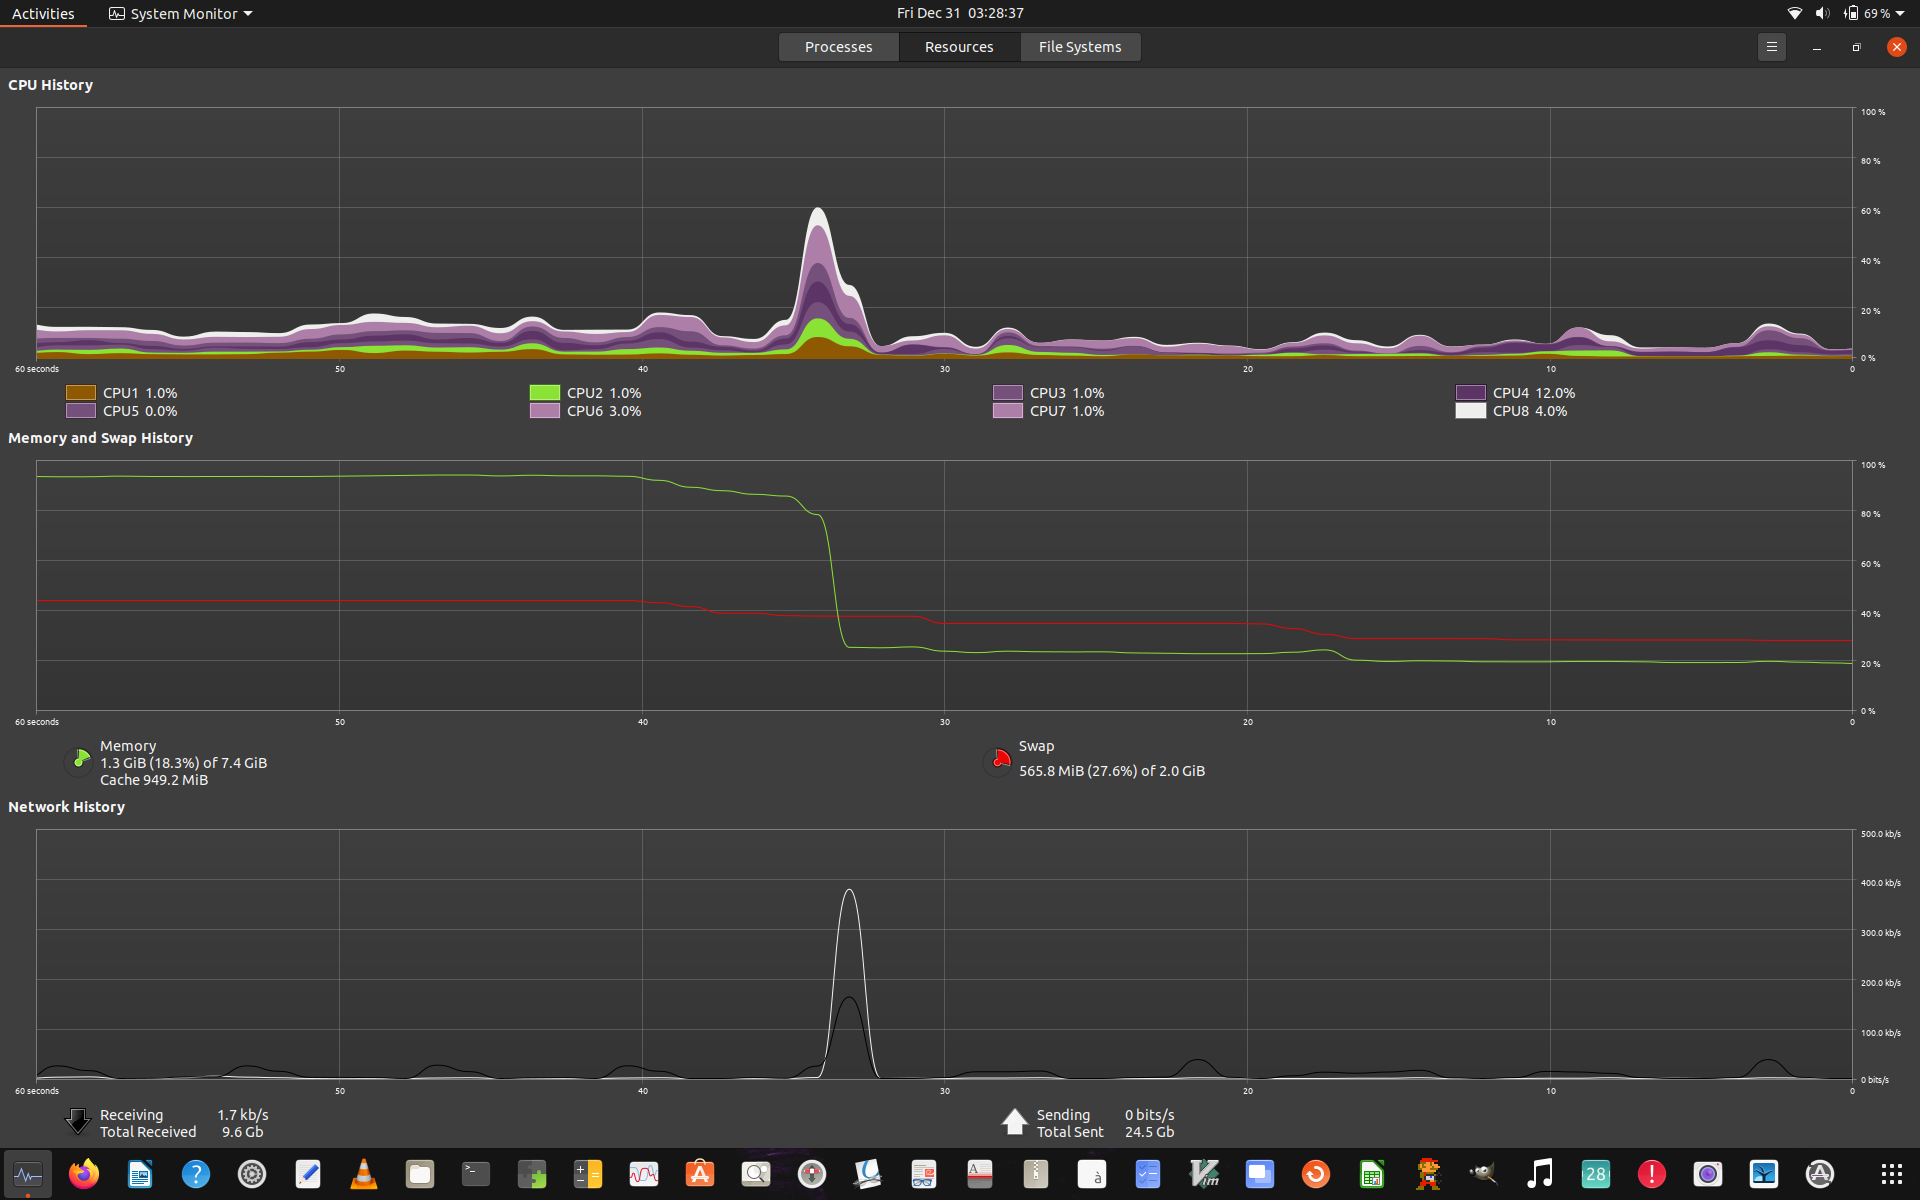 Activities System Monitor Fri Dec 31 03:28:37 69 %
Processes Resources File Systems
CPU History
100 %
80 %
60 %
40 %
20 %
0 %
60 seconds 50 40 30 20 10 0
CPU1 1.0% CPU2 1.0% CPU3 1.0% CPU4 12.0%
CPU5 0.0% CPU6 3.0% CPU7 1.0% CPU8 4.0%
Memory and Swap History
100 %
80 %
60 %
40 %
20 %
0 %
60 seconds 50 40 30 20 10 0
Memory
1.3 GiB (18.3%) of 7.4 GiB
Cache 949.2 MiB
Swap
565.8 MiB (27.6%) of 2.0 GiB
Network History
500.0 kb/s
400.0 kb/s
300.0 kb/s
200.0 kb/s
100.0 kb/s
0 bits/s
60 seconds 50 40 30 20 10 0
Receiving 1.7 kb/s
Total Received 9.6 Gb
Sending 0 bits/s
Total Sent 24.5 Gb
28